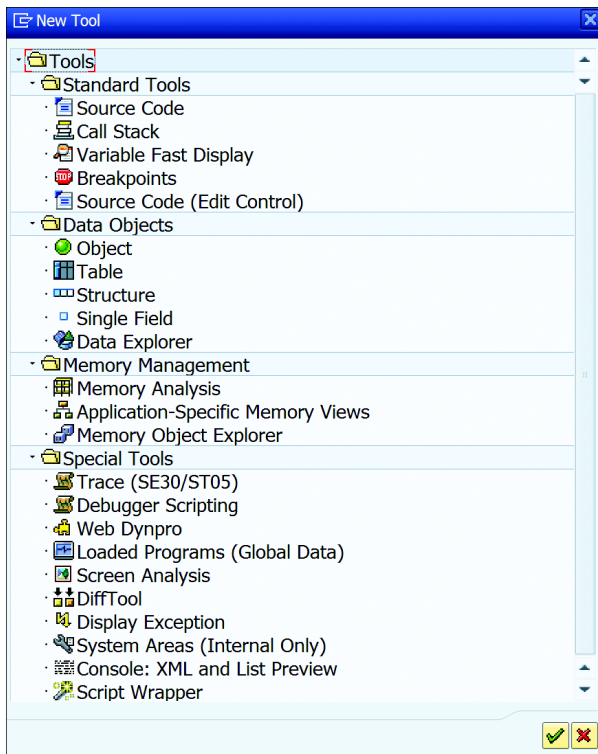 New Tool
Tools
Standard Tools
Source Code
Call Stack
Variable Fast Display
STOP Breakpoints
Source Code (Edit Control)
Data Objects
Object
Table
Structure
Single Field
Data Explorer
Memory Management
Memory Analysis
Application-Specific Memory Views
Memory Object Explorer
Special Tools
Trace (SE30/ST05)
Debugger Scripting
Web Dynpro
Loaded Programs (Global Data)
Screen Analysis
DiffTool
Display Exception
System Areas (Internal Only)
Console: XML and List Preview
Script Wrapper